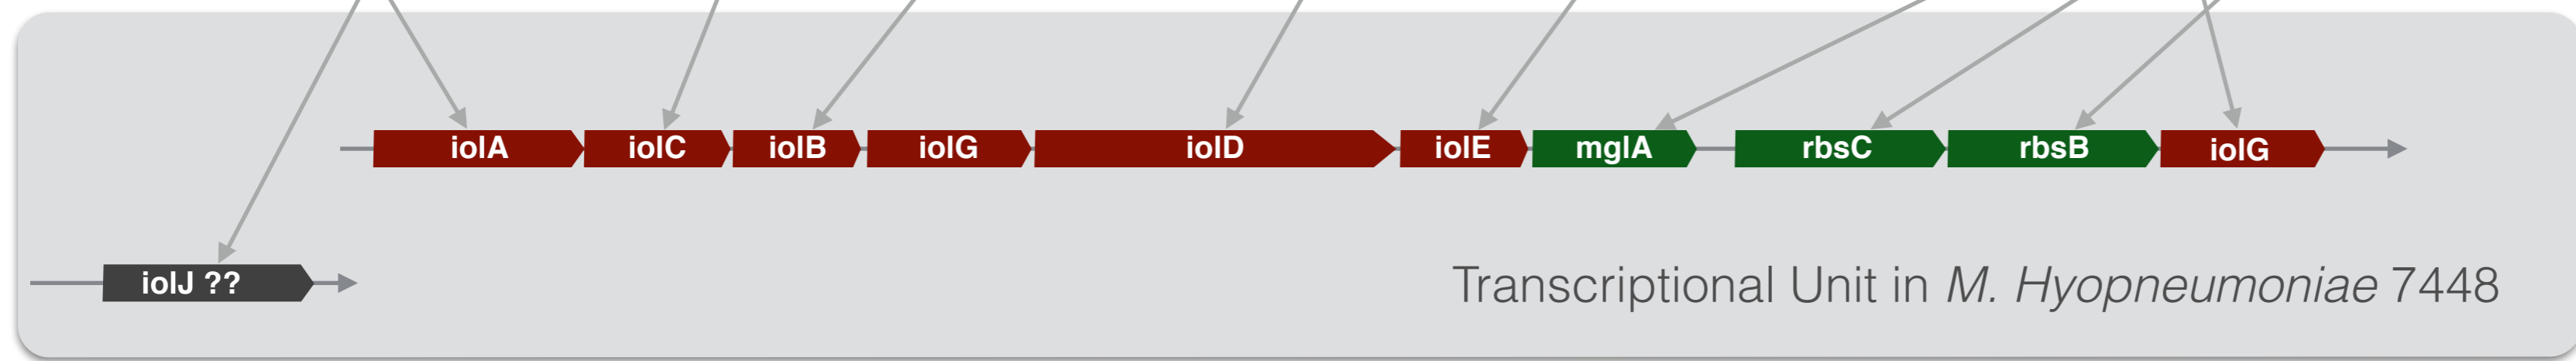 iolA iolC iolB iolG iolD iolE mglA rbsC rbsB iolG
iolJ ??
Transcriptional Unit in M. Hyopneumoniae 7448